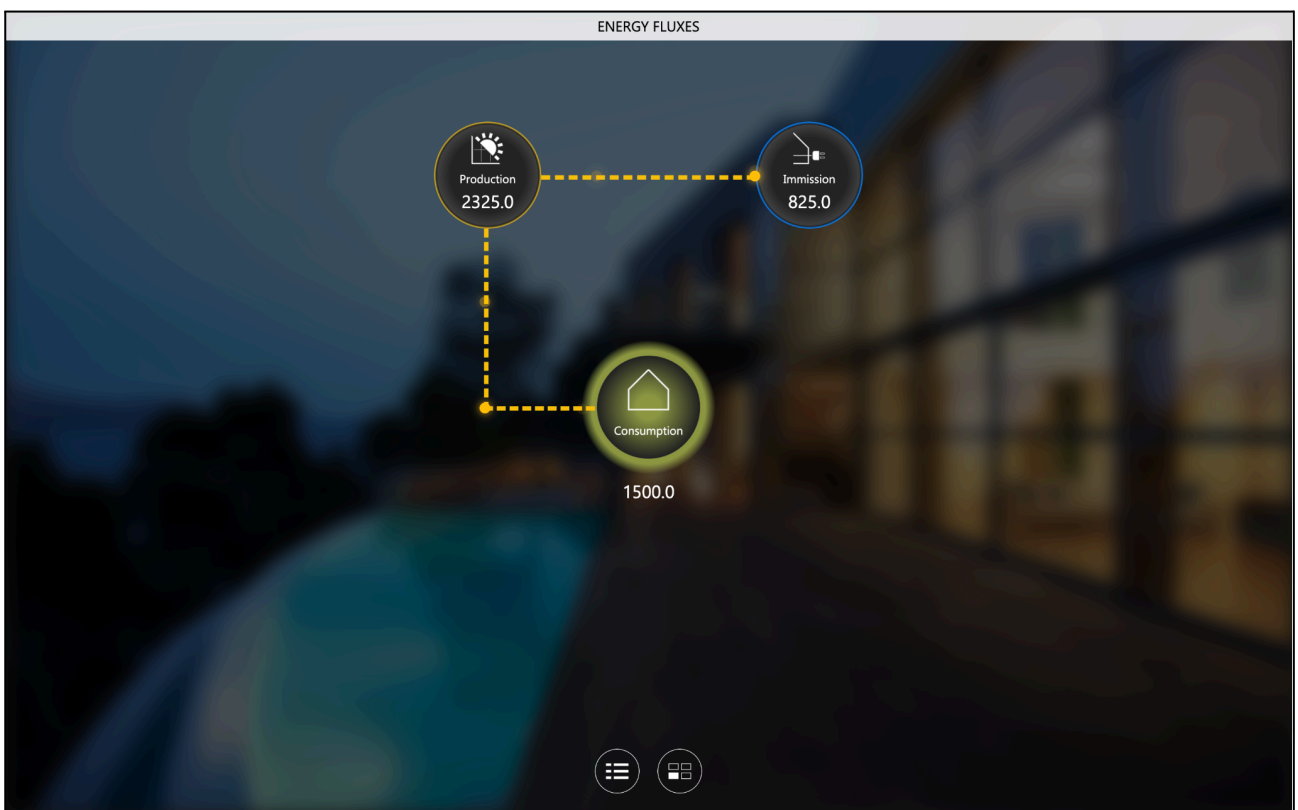 ENERGY FLUXES
Production
2325.0
Immission
825.0
Consumption
1500.0